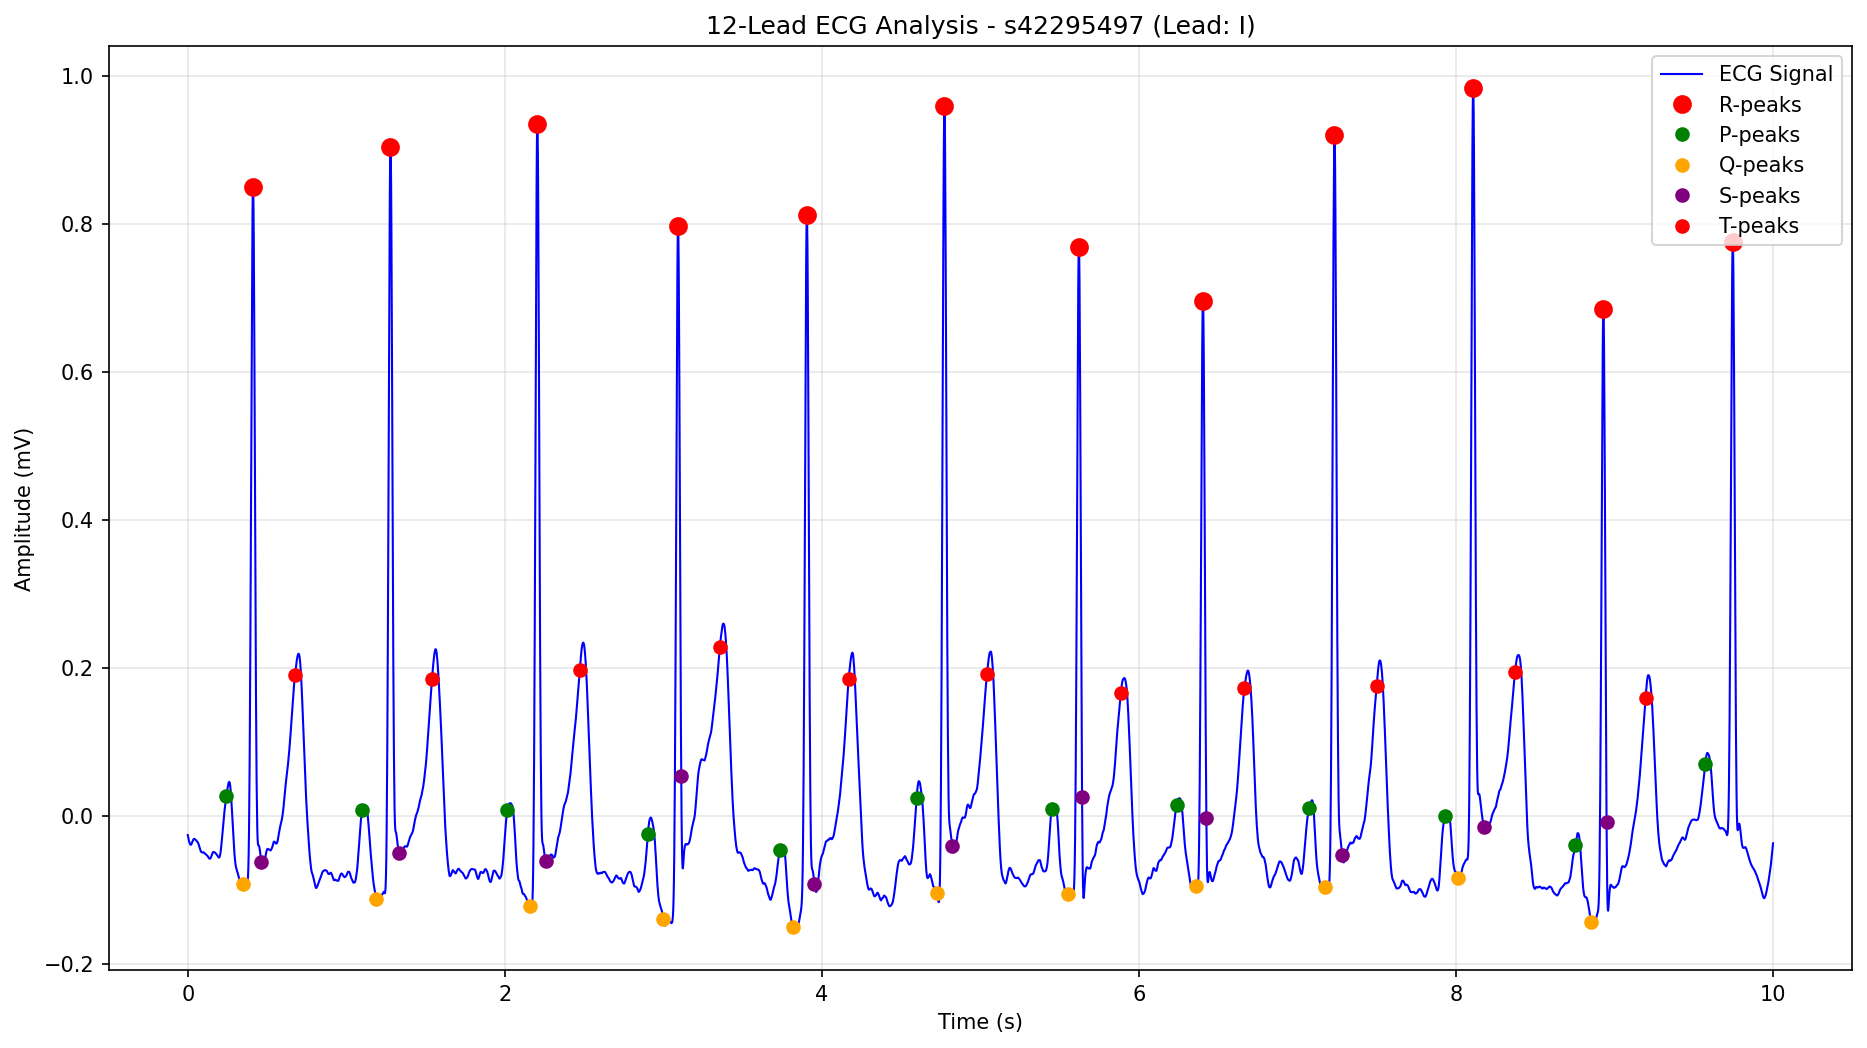 12-Lead ECG Analysis - s42295497 (Lead: I)
ECG Signal
R-peaks
P-peaks
Q-peaks
S-peaks
T-peaks
Amplitude (mV)
1.0
0.8
0.6
0.4
0.2
0.0
−0.2
0 2 4 6 8 10
Time (s)